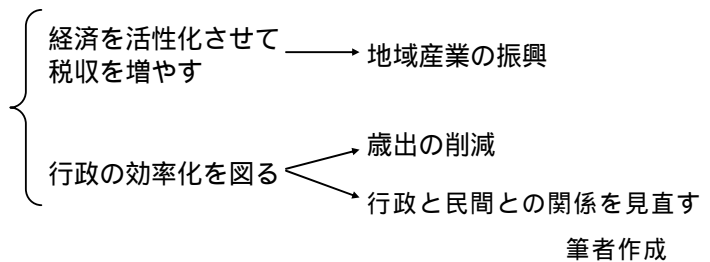 経済を活性化させて
税収を増やす
地域産業の振興
歳出の削減
行政の効率化を図る
行政と民間との関係を見直す
筆者作成